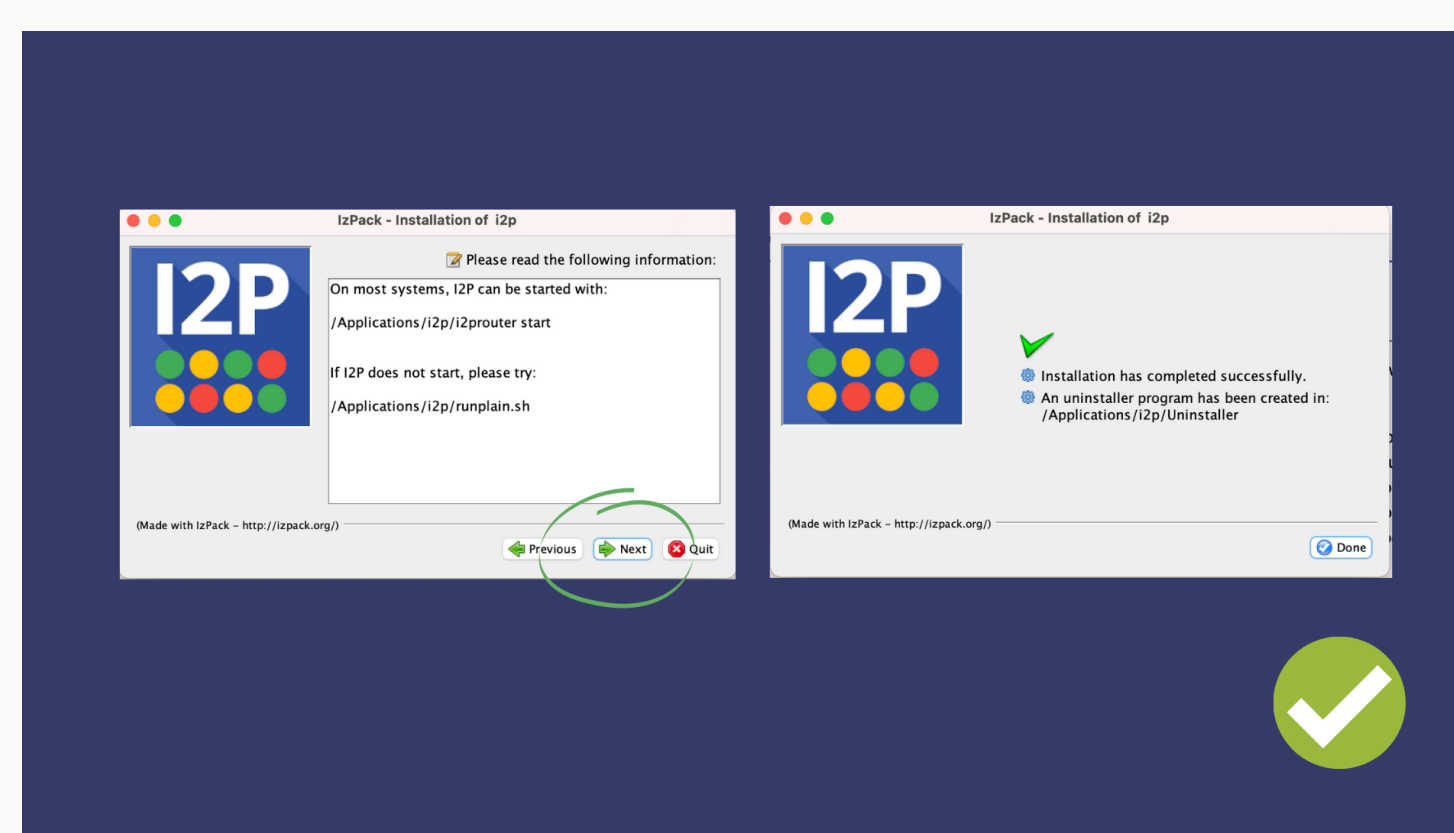 IzPack - Installation of i2p
I2P
Please read the following information:
On most systems, I2P can be started with:
/Applications/i2p/i2prouter start
If I2P does not start, please try:
/Applications/i2p/runplain.sh
(Made with IzPack - http://izpack.org/)
Previous
Next
Quit
IzPack - Installation of i2p
I2P
Installation has completed successfully.
An uninstaller program has been created in:
/Applications/i2p/Uninstaller
(Made with IzPack - http://izpack.org/)
Done